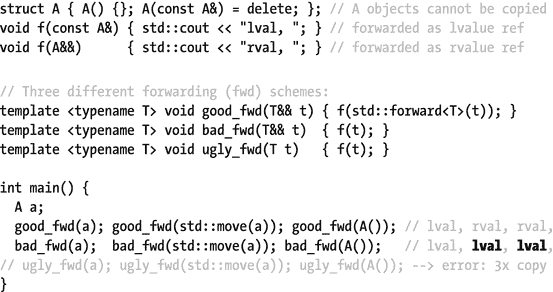 struct A { A() {}; A(const A&) = delete; }; // A objects cannot be copied
void f(const A&) { std::cout << "lval, "; } // forwarded as lvalue ref
void f(A&&)      { std::cout << "rval, "; } // forwarded as rvalue ref
// Three different forwarding (fwd) schemes:
template <typename T> void good_fwd(T&& t) { f(std::forward<T>(t)); }
template <typename T> void bad_fwd(T&& t)  { f(t); }
template <typename T> void ugly_fwd(T t)   { f(t); }
int main() {
  A a;
  good_fwd(a); good_fwd(std::move(a)); good_fwd(A()); // lval, rval, rval,
  bad_fwd(a);  bad_fwd(std::move(a)); bad_fwd(A());   // lval, lval, lval,
// ugly_fwd(a); ugly_fwd(std::move(a)); ugly_fwd(A()); --> error: 3x copy
}